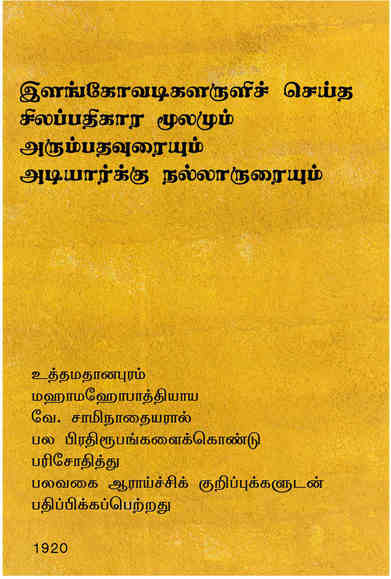 இளங்கோவடிகளருளிச் செய்த
சிலப்பதிகார மூலமும்
அரும்பதவுரையும்
அடியார்க்கு நல்லாருரையும்
உத்தமதானபுரம்
மஹாமஹோபாத்தியாய
வே. சாமிநாதையரால்
பல பிரதிரூபங்களைக்கொண்டு
பரிசோதித்து
பலவகை ஆராய்ச்சிக் குறிப்புக்களுடன்
பதிப்பிக்கப்பெற்றது
1920